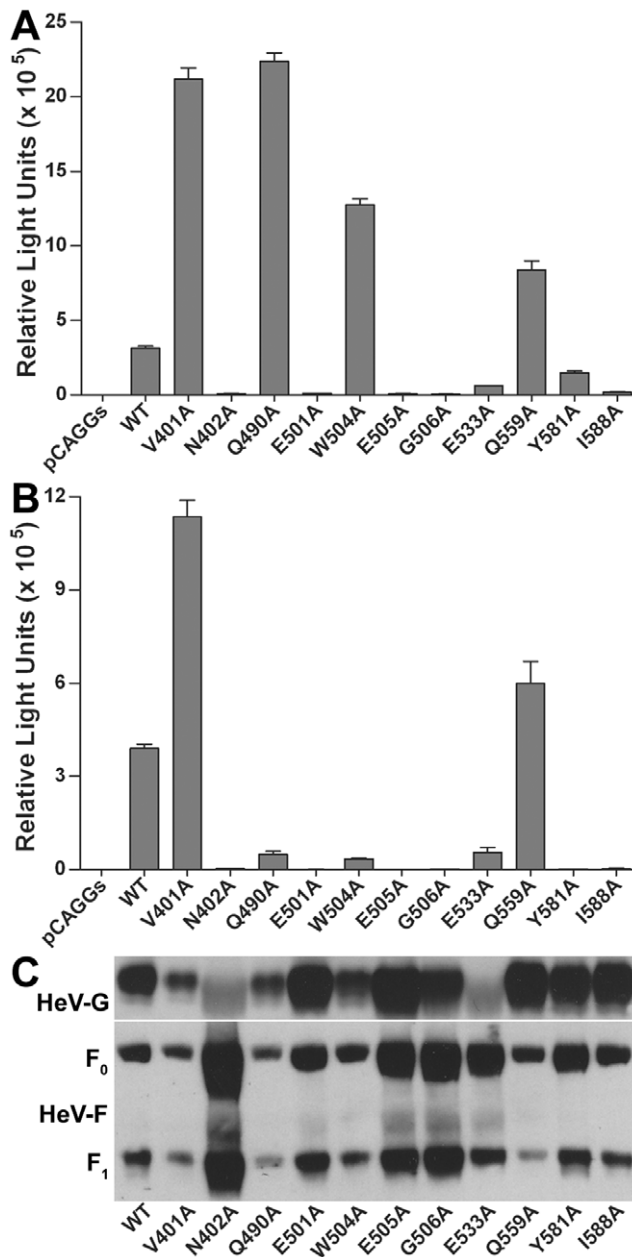 A
Relative Light Units (x 10 5)
25
20
15
10
5
0
pCAGGs WT V401A N402A Q490A E501A W504A E505A G506A E533A Q559A Y581A I588A
B
Relative Light Units (x 10 5)
12
9
6
3
0
pCAGGs WT V401A N402A Q490A E501A W504A E505A G506A E533A Q559A Y581A I588A
C
HeV-G
F0
HeV-F
F1
WT V401A N402A Q490A E501A W504A E505A G506A E533A Q559A Y581A I588A